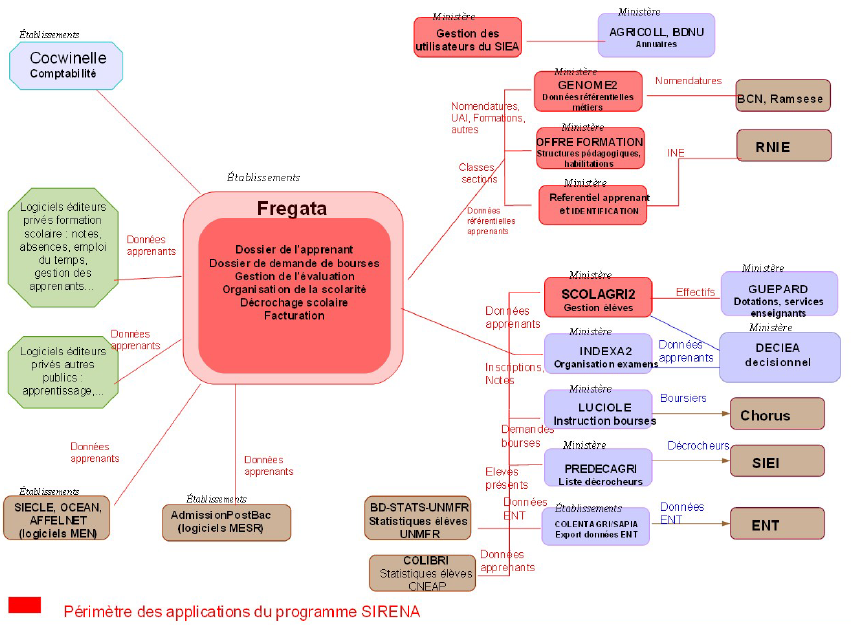 Établissements
Cocwinelle
Comptabilité
Ministère
Gestion des
utilisateurs du SIEA
Ministère
AGRICOLL, BDNU
Annuaires
Ministère
GENOME2
Données référentielles
métiers
Nomendatures
BCN, Ramsese
Nomendatures,
UAI, Formations,
autres
Ministère
OFFRE FORMATION
Structures pédagogiques,
habilitations
INE
RNIE
Classes,
sections
Ministère
Referentiel apprenant
et IDENTIFICATION
Données
référentielles
apprenants
Établissements
Fregata
Dossier de l'apprenant
Dossier de demande de bourses
Gestion de l'évaluation
Organisation de la scolarité
Décrochage scolaire
Facturation
Logiciels éditeurs
privés formation
scolaire : notes,
absences, emploi
du temps,
gestion des
apprenants...
Données
apprenants
Logiciels éditeurs
privés autres
publics :
apprentissage,...
Données
apprenants
Données
apprenants
Ministère
SCOLAGRI2
Gestion élèves
Effectifs
Ministère
GUEPARD
Dotations, services
enseignants
Inscriptions,
Notes
Ministère
INDEXA2
Organisation examens
Données
apprenants
Ministère
DECIEA
decisionnel
Demandes
bourses
Ministère
LUCIOLE
Instruction bourses
Boursiers
Chorus
Eleves
présents
Ministère
PREDECAGRI
Liste décrocheurs
Décrocheurs
SIEI
Données
ENT
Établissements
COLENTAGRI/SAPIA
Export données ENT
Données
ENT
ENT
Données
apprenants
Établissements
SIECLE, OCEAN,
AFFELNET
(logiciels MEN)
Données
apprenants
Établissements
AdmissionPostBac
(logiciels MESR)
BD-STATS-UNMFR
Statistiques élèves
UNMFR
COLIBRI
Statistiques élèves
CNEAP
Données
apprenants
Périmètre des applications du programme SIRENA